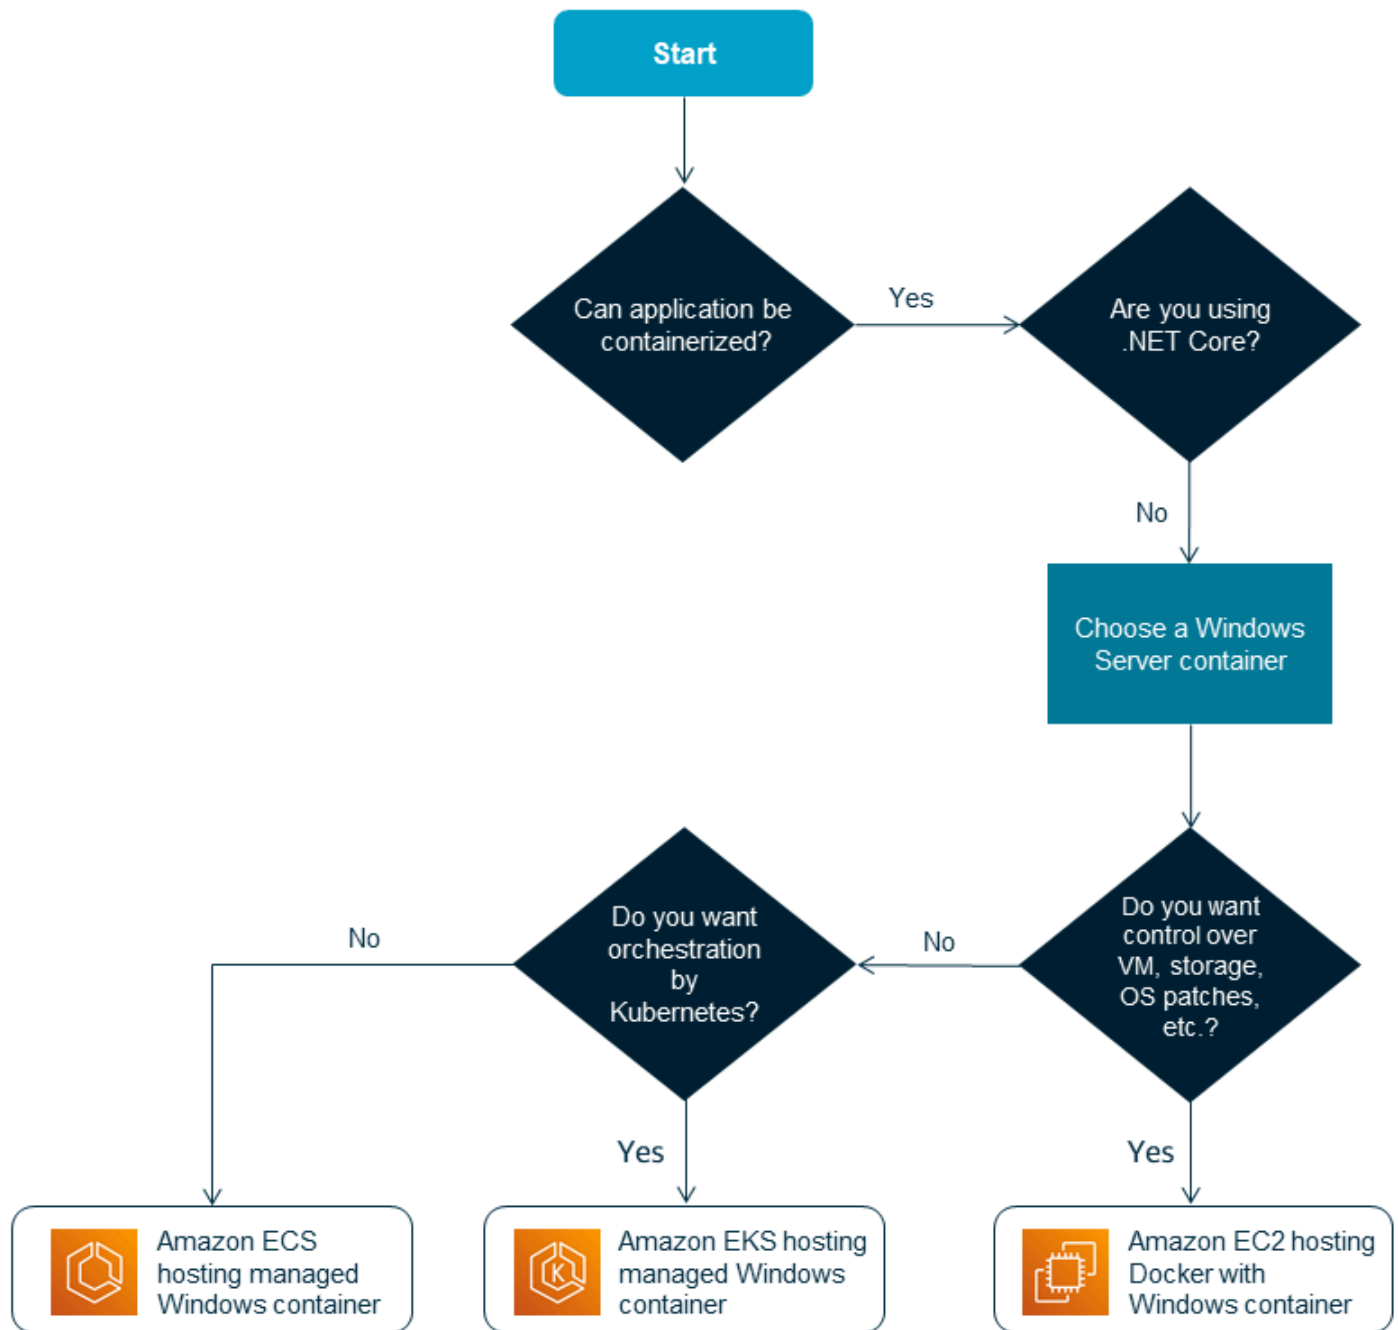 Start
Can application be
containerized?
Yes
Are you using
.NET Core?
No
Choose a Windows
Server container
Do you want
control over
VM, storage,
OS patches,
etc.?
No
Do you want
orchestration
by
Kubernetes?
No
Yes
Yes
Amazon ECS
hosting managed
Windows container
K
Amazon EKS hosting
managed Windows
container
Amazon EC2 hosting
Docker with
Windows container